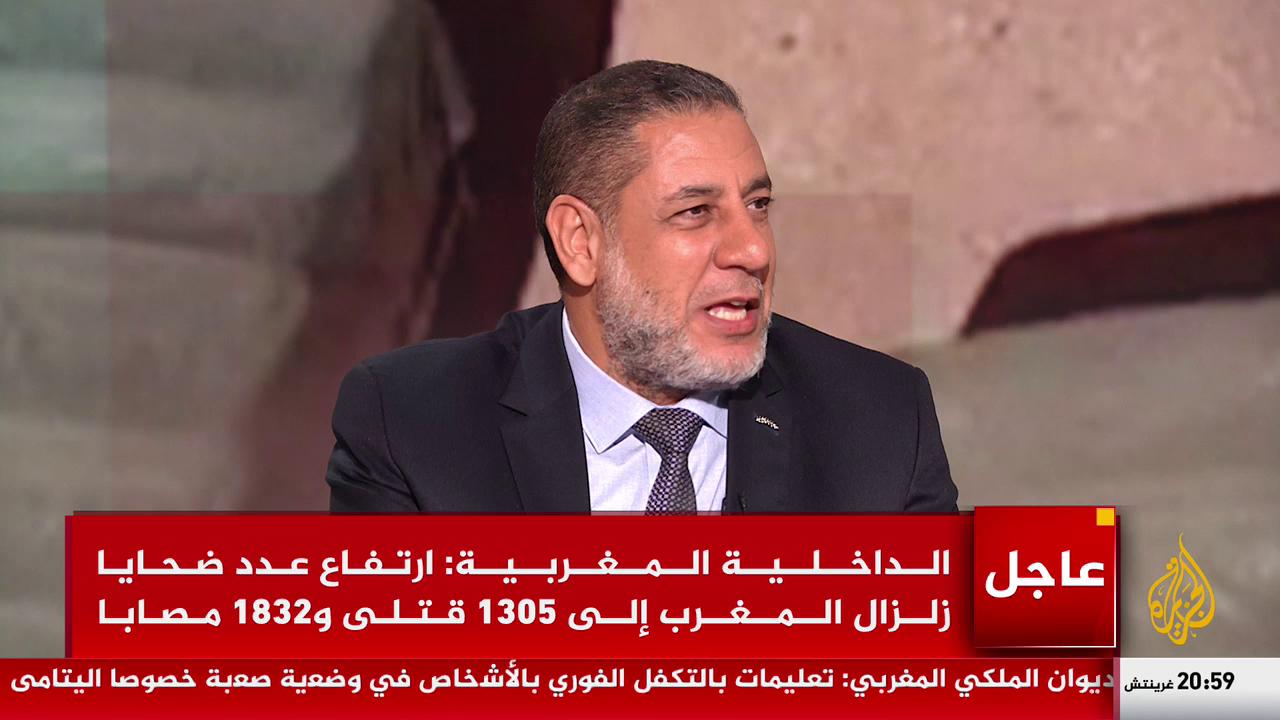 عاجل
الداخلية المغربية: ارتفاع عدد ضحايا
زلزال المغرب إلى 1305 قتلى و1832 مصابا
ديوان الملكي المغربي: تعليمات بالتكفل الفوري بالأشخاص في وضعية صعبة خصوصا اليتامى
20:59 غرينتش
الجزيرة